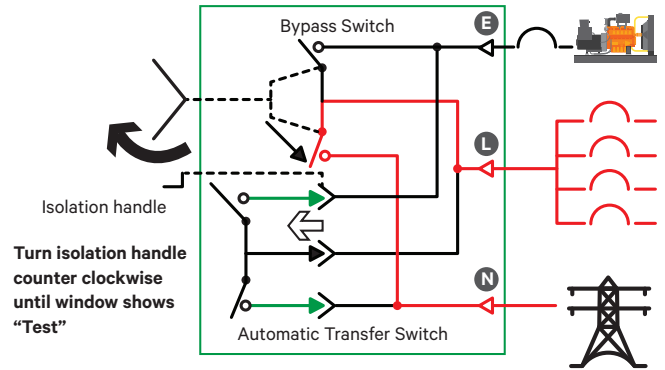 Bypass Switch
E
L
Isolation handle
Turn isolation handle
counter clockwise
until window shows
“Test”
N
Automatic Transfer Switch